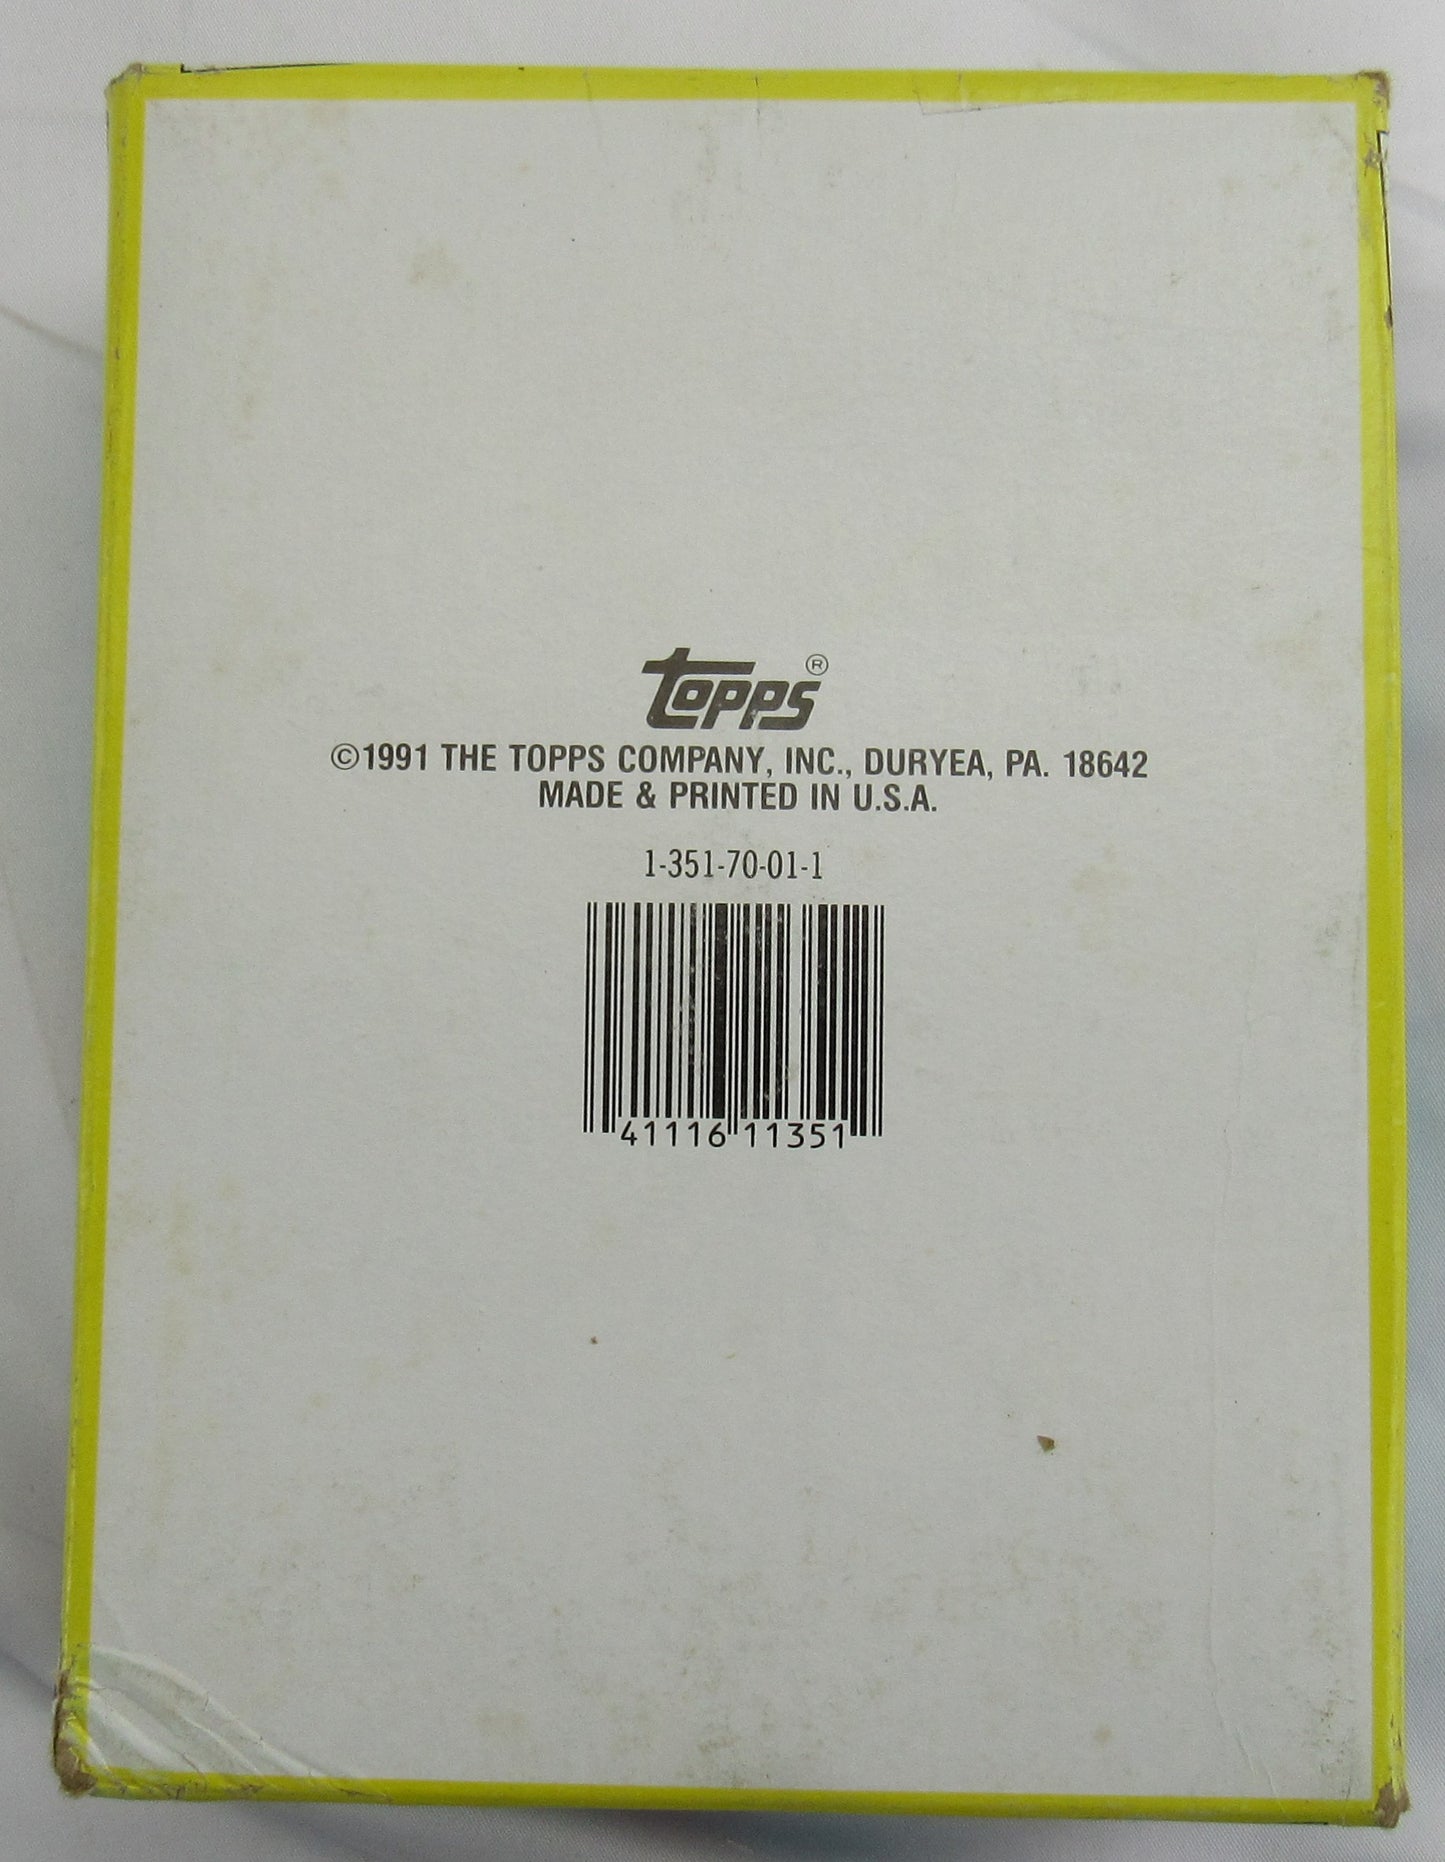 topps®
©1991 THE TOPPS COMPANY, INC., DURYEA, PA. 18642
MADE & PRINTED IN U.S.A.
1-351-70-01-1
41116 11351